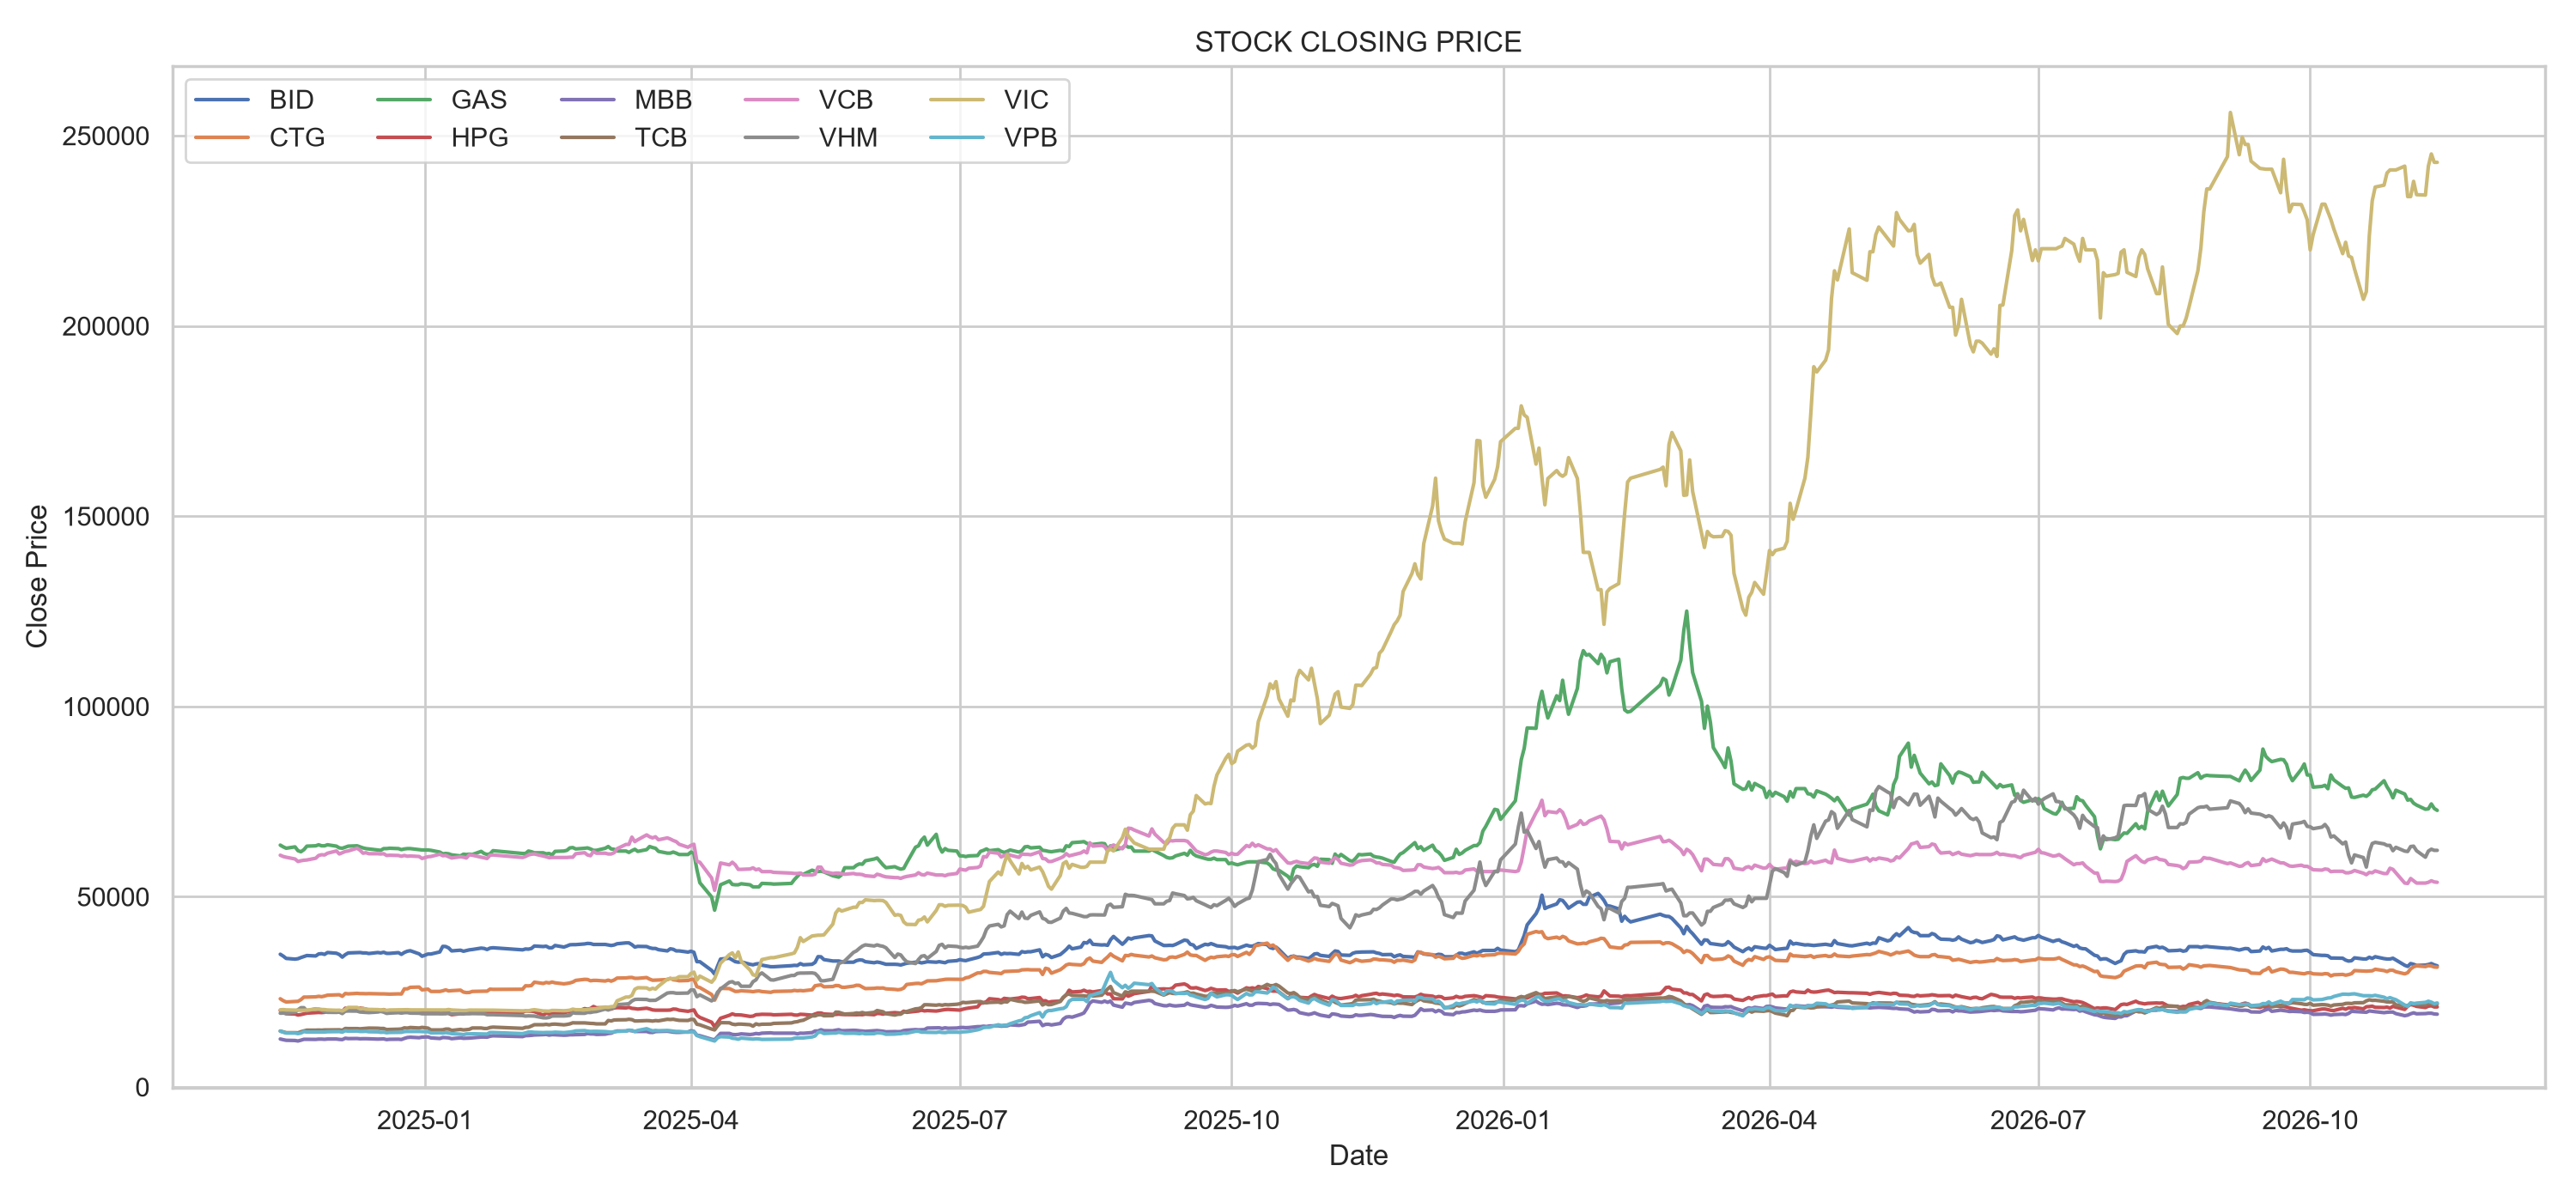 STOCK CLOSING PRICE
BID GAS MBB VCB VIC
CTG HPG TCB VHM VPB
Close Price
250000
200000
150000
100000
50000
0
2025-01 2025-04 2025-07 2025-10 2026-01 2026-04 2026-07 2026-10
Date